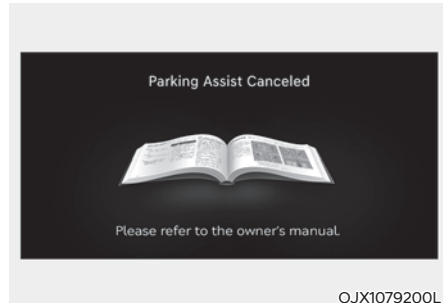 Parking Assist Canceled
Please refer to the owner's manual.
OJX1079200L